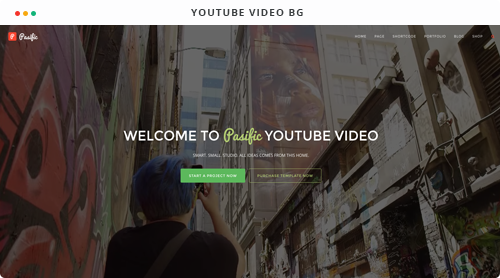 YOUTUBE VIDEO BG
Pasific
HOME PAGE SHORTCODES PORTFOLIO BLOG SHOP
WELCOME TO Pasific YOUTUBE VIDEO
SMART. SMALL. STUDIO. ALL IDEAS COMES FROM THIS HOME.
START A PROJECT NOW PURCHASE TEMPLATE NOW